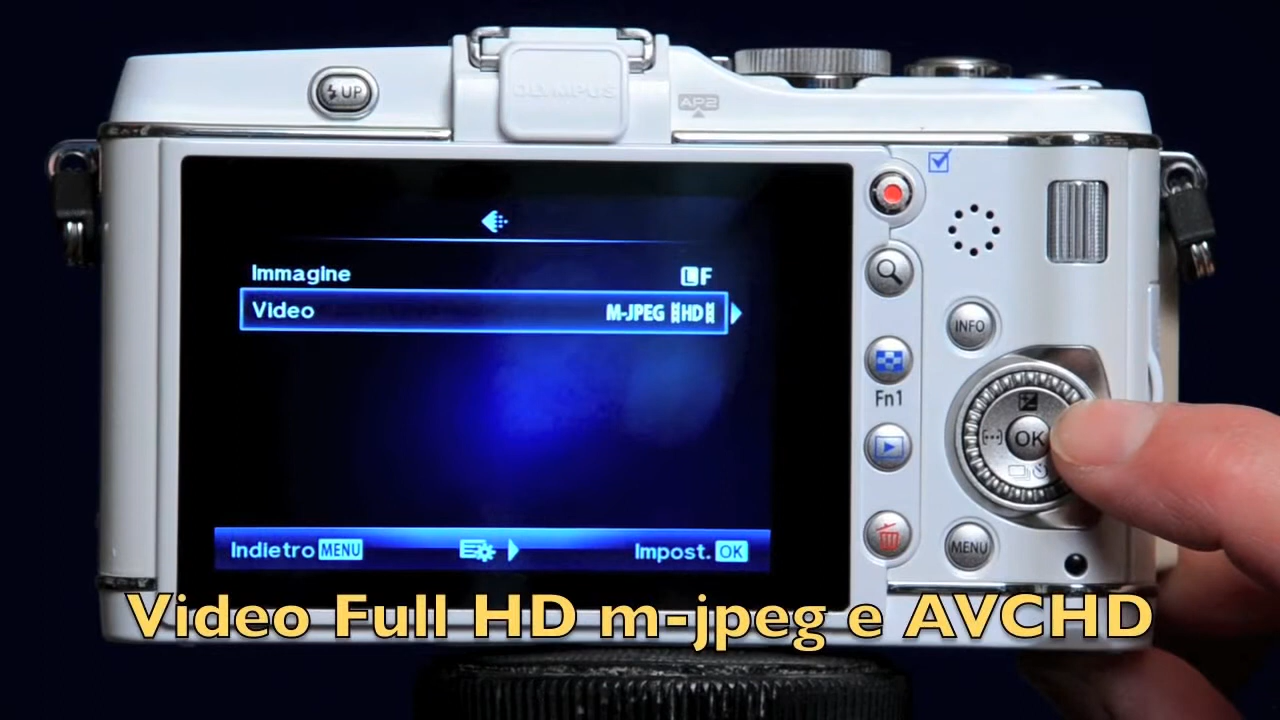 UP
OLYMPUS
AP2
Immagine LF
Video M-JPEG HD
INFO
Fn1
OK
Indietro MENU
Impost. OK
MENU
Video Full HD m-jpeg e AVCHD